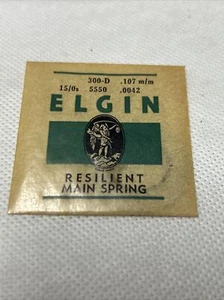 300-D .107 m/m
15/0s 5550 .0042
ELGIN
RESILIENT
MAIN SPRING